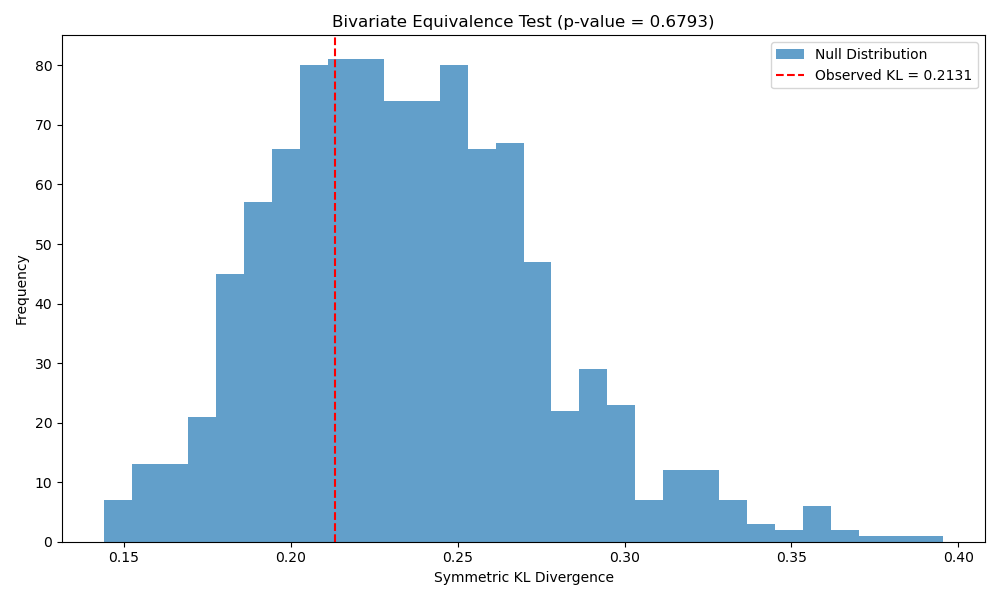 Bivariate Equivalence Test (p-value = 0.6793)
Null Distribution
Observed KL = 0.2131
Frequency
80
70
60
50
40
30
20
10
0
0.15 0.20 0.25 0.30 0.35 0.40
Symmetric KL Divergence